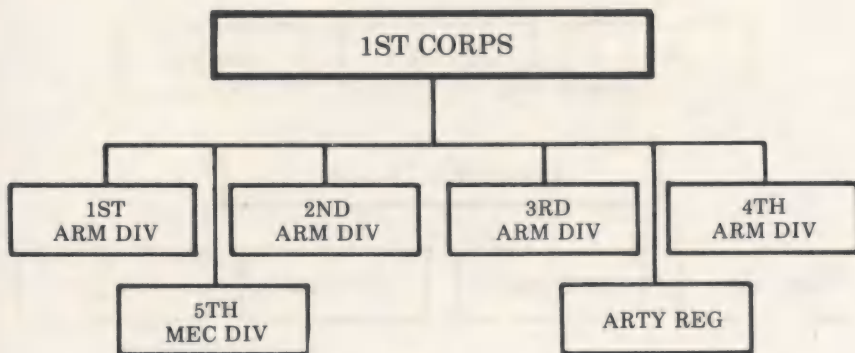 1ST CORPS
1ST
ARM DIV
2ND
ARM DIV
3RD
ARM DIV
4TH
ARM DIV
5TH
MEC DIV
ARTY REG